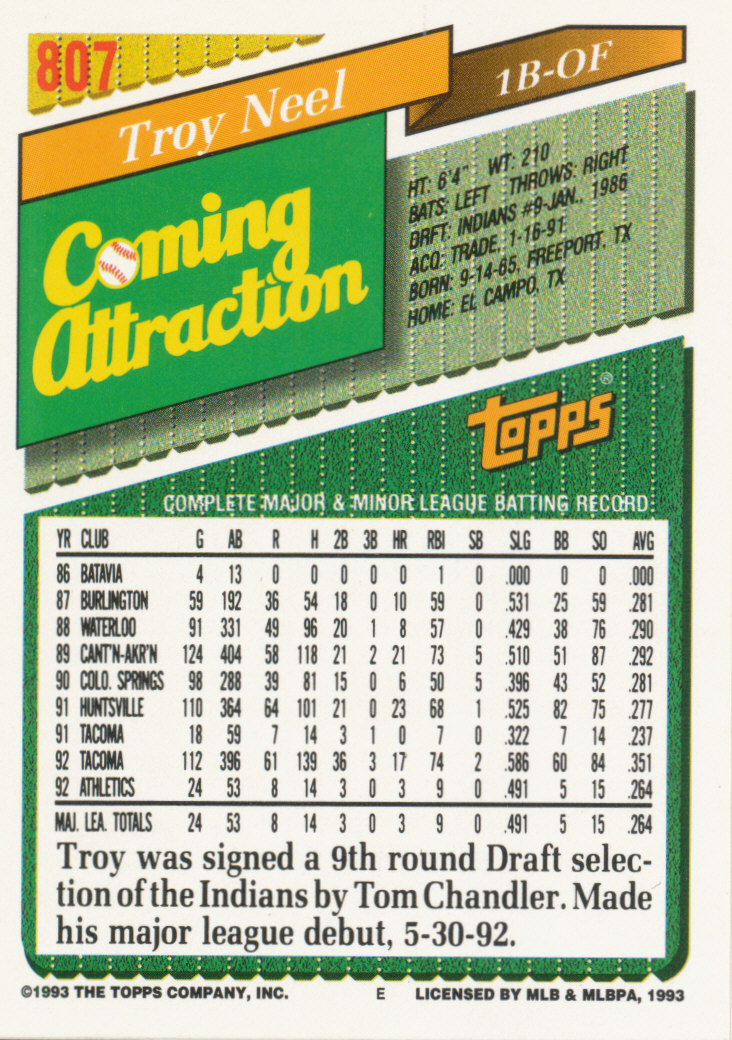 807
Troy Neel
1B-OF
Coming
Attraction
HT: 6'4" WT: 210
BATS: LEFT THROWS: RIGHT
DRFT: INDIANS #9-JAN., 1986
ACQ: TRADE, 1-16-91
BORN: 9-14-65, FREEPORT, TX
HOME: EL CAMPO, TX
TOPPS®
COMPLETE MAJOR & MINOR LEAGUE BATTING RECORD
YR CLUB G AB R H 2B 3B HR RBI SB SLG BB SO AVG
86 BATAVIA 4 13 0 0 0 0 0 1 0 .000 0 0 .000
87 BURLINGTON 59 192 36 54 18 0 10 59 0 .531 25 59 .281
88 WATERLOO 91 331 49 96 20 1 8 57 0 .429 38 76 .290
89 CANT'N-AKR'N 124 404 58 118 21 2 21 73 5 .510 51 87 .292
90 COLO. SPRINGS 98 288 39 81 15 0 6 50 5 .396 43 52 .281
91 HUNTSVILLE 110 364 64 101 21 0 23 68 1 .525 82 75 .277
91 TACOMA 18 59 7 14 3 1 0 7 0 .322 7 14 .237
92 TACOMA 112 396 61 139 36 3 17 74 2 .586 60 84 .351
92 ATHLETICS 24 53 8 14 3 0 3 9 0 .491 5 15 .264
MAJ. LEA. TOTALS 24 53 8 14 3 0 3 9 0 .491 5 15 .264
Troy was signed a 9th round Draft selec-
tion of the Indians by Tom Chandler. Made
his major league debut, 5-30-92.
©1993 THE TOPPS COMPANY, INC. E LICENSED BY MLB & MLBPA, 1993